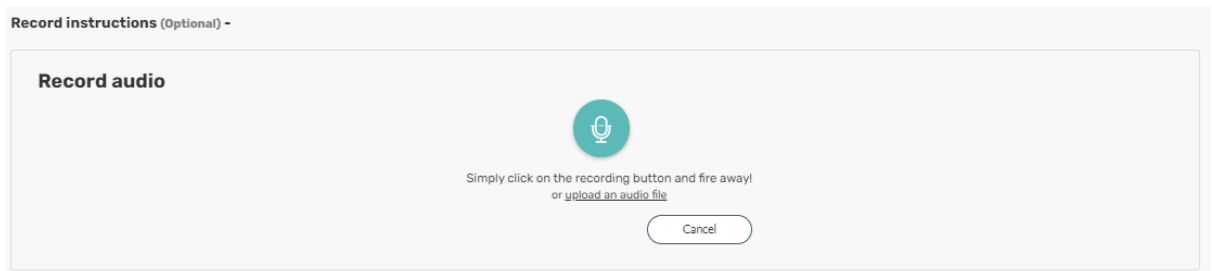 Record instructions (Optional) -
Record audio
Simply click on the recording button and fire away!
or upload an audio file
Cancel